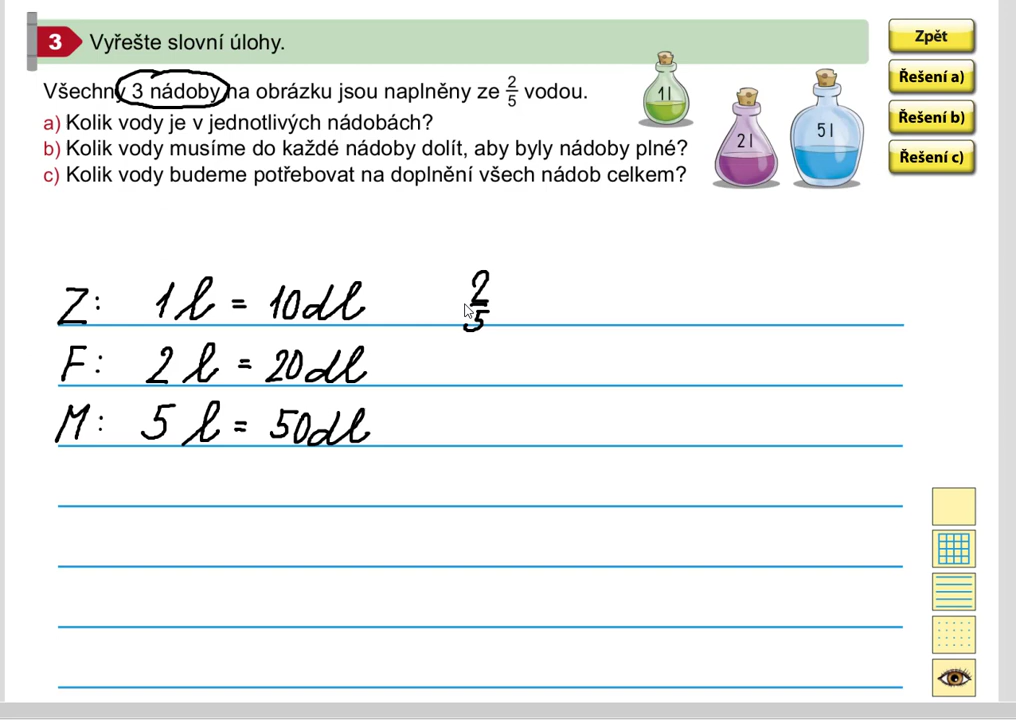 3 Vyřešte slovní úlohy.
Zpět
Všechny 3 nádoby na obrázku jsou naplněny ze 2/5 vodou.
a) Kolik vody je v jednotlivých nádobách?
b) Kolik vody musíme do každé nádoby dolít, aby byly nádoby plné?
c) Kolik vody budeme potřebovat na doplnění všech nádob celkem?
1 l
2 l
5 l
Řešení a)
Řešení b)
Řešení c)
Z: 1 l = 10 dl 2/5
F: 2 l = 20 dl
M: 5 l = 50 dl